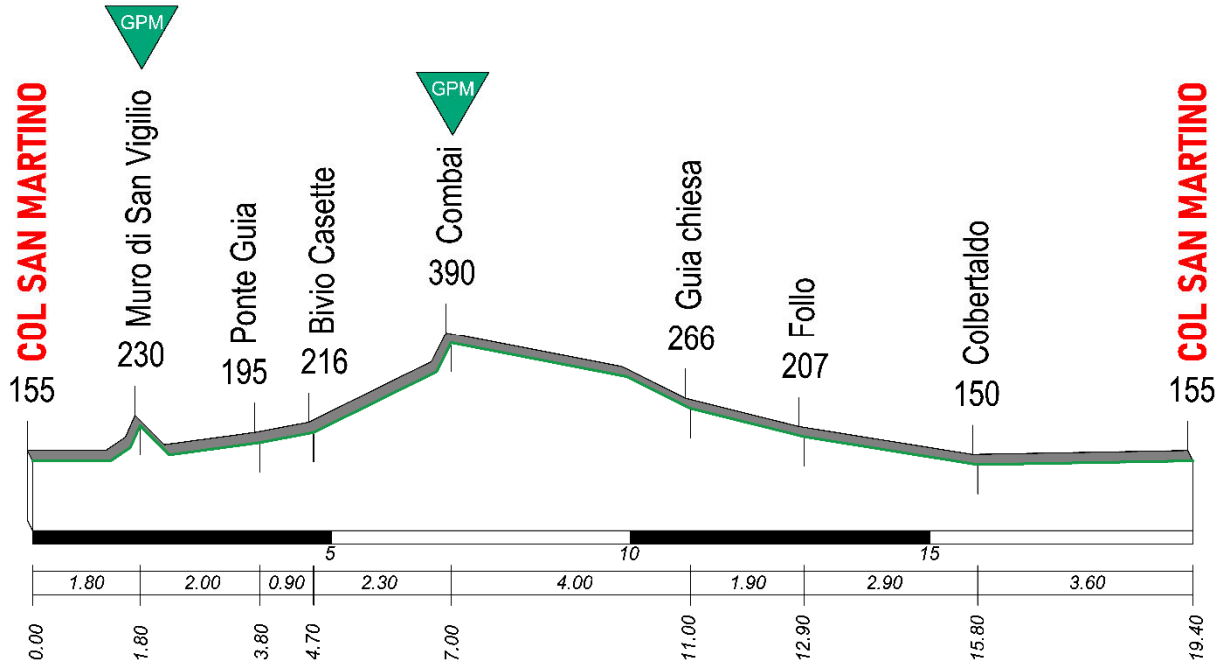 GPM
GPM
COL SAN MARTINO
155
Muro di San Vigilio
230
Ponte Guia
195
Bivio Casette
216
Combai
390
Guia chiesa
266
Follo
207
Colbertaldo
150
COL SAN MARTINO
155
5
10
15
1.80
2.00
0.90
2.30
4.00
1.90
2.90
3.60
0.00
1.80
3.80
4.70
7.00
11.00
12.90
15.80
19.40